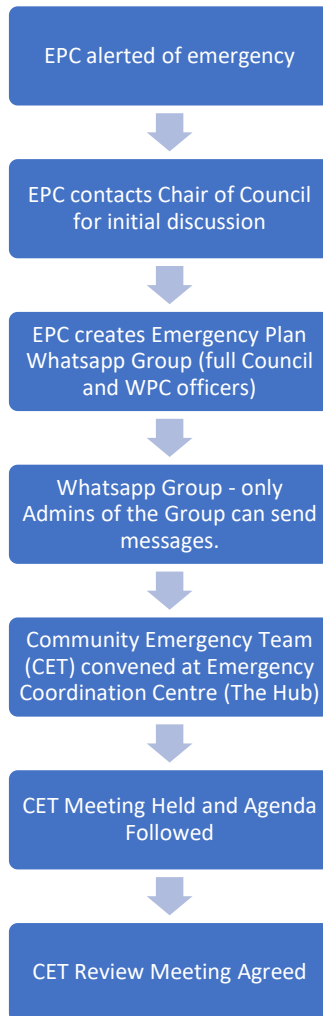 EPC alerted of emergency
EPC contacts Chair of Council
for initial discussion
EPC creates Emergency Plan
Whatsapp Group (full Council
and WPC officers)
Whatsapp Group - only
Admins of the Group can send
messages.
Community Emergency Team
(CET) convened at Emergency
Coordination Centre (The Hub)
CET Meeting Held and Agenda
Followed
CET Review Meeting Agreed